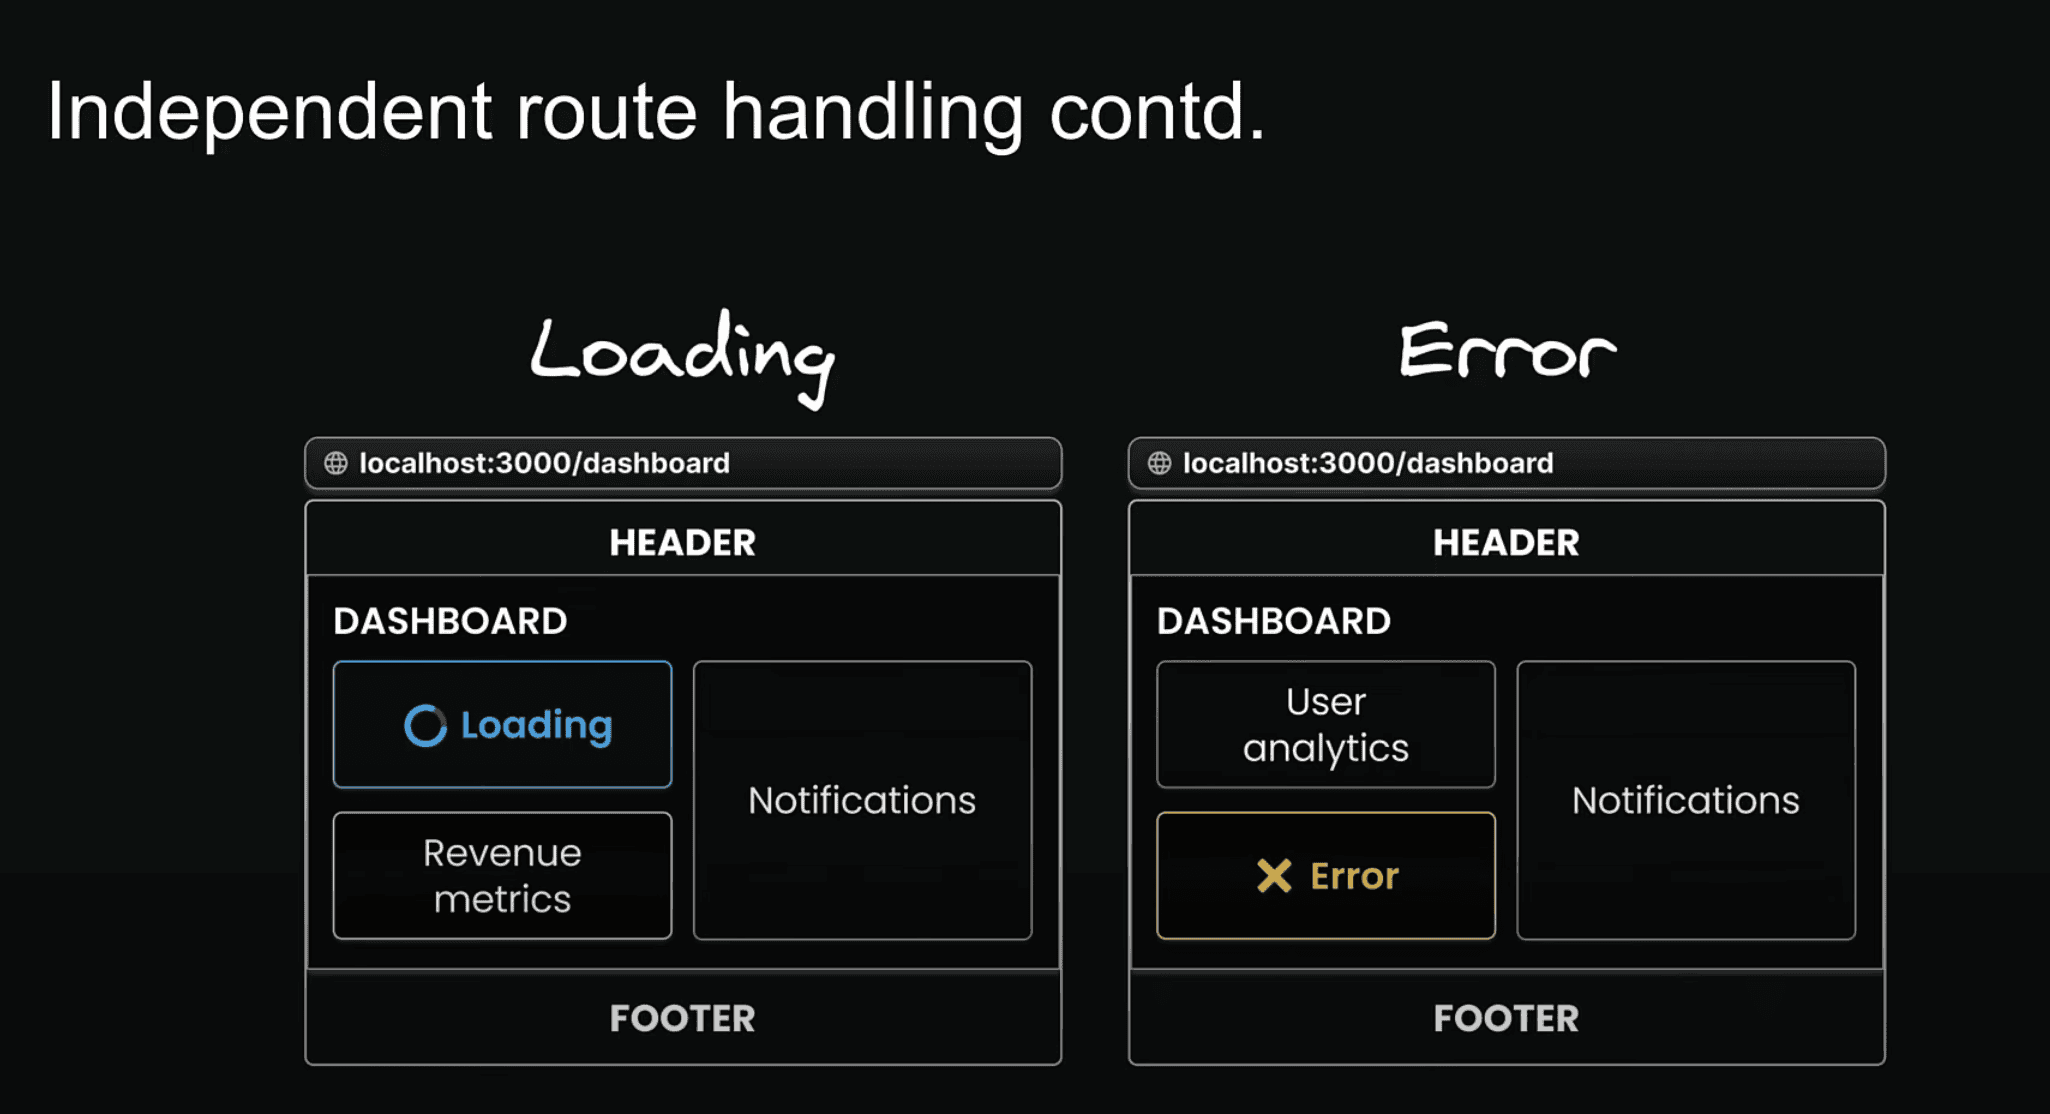 Independent route handling contd.
Loading
localhost:3000/dashboard
HEADER
DASHBOARD
Loading
Revenue
metrics
Notifications
FOOTER
Error
localhost:3000/dashboard
HEADER
DASHBOARD
User
analytics
Error
Notifications
FOOTER